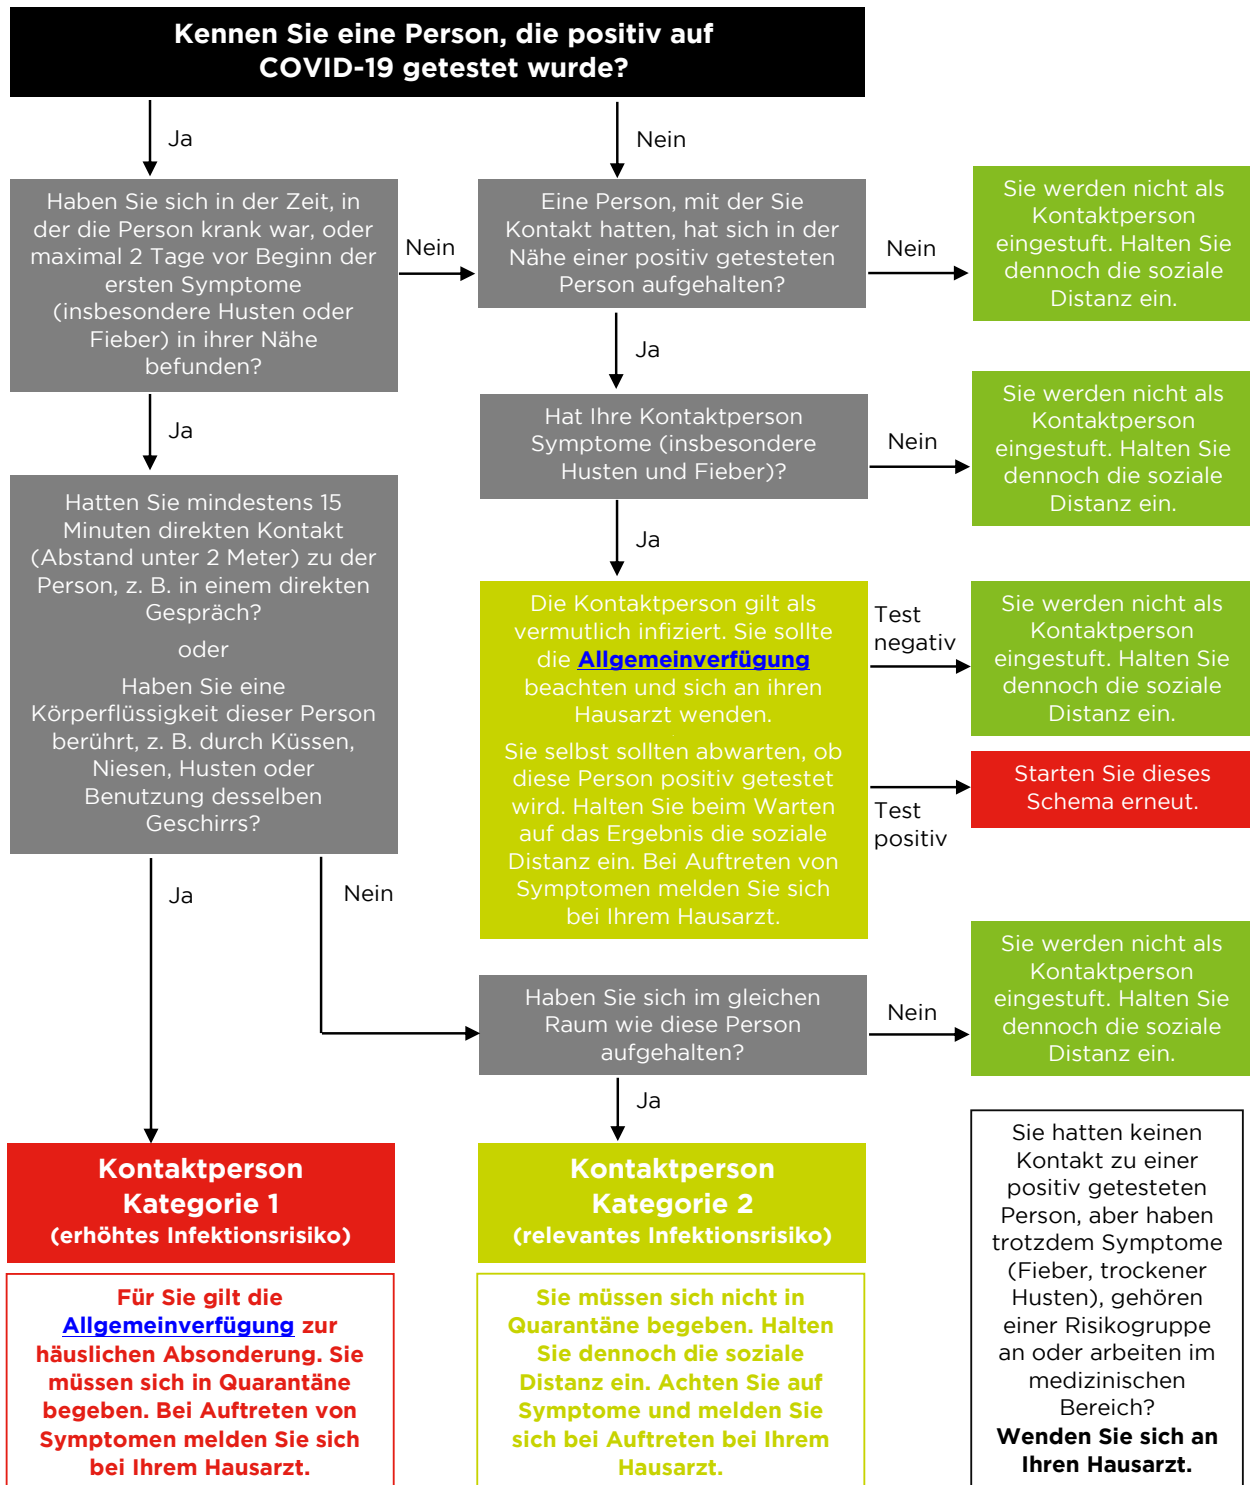 Kennen Sie eine Person, die positiv auf
COVID-19 getestet wurde?
Ja
Nein
Haben Sie sich in der Zeit, in
der die Person krank war, oder
maximal 2 Tage vor Beginn der
ersten Symptome
(insbesondere Husten oder
Fieber) in ihrer Nähe
befunden?
Nein
Eine Person, mit der Sie
Kontakt hatten, hat sich in der
Nähe einer positiv getesteten
Person aufgehalten?
Nein
Sie werden nicht als
Kontaktperson
eingestuft. Halten Sie
dennoch die soziale
Distanz ein.
Ja
Ja
Hat Ihre Kontaktperson
Symptome (insbesondere
Husten und Fieber)?
Nein
Sie werden nicht als
Kontaktperson
eingestuft. Halten Sie
dennoch die soziale
Distanz ein.
Hatten Sie mindestens 15
Minuten direkten Kontakt
(Abstand unter 2 Meter) zu der
Person, z. B. in einem direkten
Gespräch?
oder
Haben Sie eine
Körperflüssigkeit dieser Person
berührt, z. B. durch Küssen,
Niesen, Husten oder
Benutzung desselben
Geschirrs?
Ja
Die Kontaktperson gilt als
vermutlich infiziert. Sie sollte
die Allgemeinverfügung
beachten und sich an ihren
Hausarzt wenden.
Sie selbst sollten abwarten, ob
diese Person positiv getestet
wird. Halten Sie beim Warten
auf das Ergebnis die soziale
Distanz ein. Bei Auftreten von
Symptomen melden Sie sich
bei Ihrem Hausarzt.
Test
negativ
Sie werden nicht als
Kontaktperson
eingestuft. Halten Sie
dennoch die soziale
Distanz ein.
Test
positiv
Starten Sie dieses
Schema erneut.
Ja
Nein
Haben Sie sich im gleichen
Raum wie diese Person
aufgehalten?
Nein
Sie werden nicht als
Kontaktperson
eingestuft. Halten Sie
dennoch die soziale
Distanz ein.
Ja
Kontaktperson
Kategorie 1
(erhöhtes Infektionsrisiko)
Für Sie gilt die
Allgemeinverfügung zur
häuslichen Absonderung. Sie
müssen sich in Quarantäne
begeben. Bei Auftreten von
Symptomen melden Sie sich
bei Ihrem Hausarzt.
Kontaktperson
Kategorie 2
(relevantes Infektionsrisiko)
Sie müssen sich nicht in
Quarantäne begeben. Halten
Sie dennoch die soziale
Distanz ein. Achten Sie auf
Symptome und melden Sie
sich bei Auftreten bei Ihrem
Hausarzt.
Sie hatten keinen
Kontakt zu einer
positiv getesteten
Person, aber haben
trotzdem Symptome
(Fieber, trockener
Husten), gehören
einer Risikogruppe
an oder arbeiten im
medizinischen
Bereich?
Wenden Sie sich an
Ihren Hausarzt.